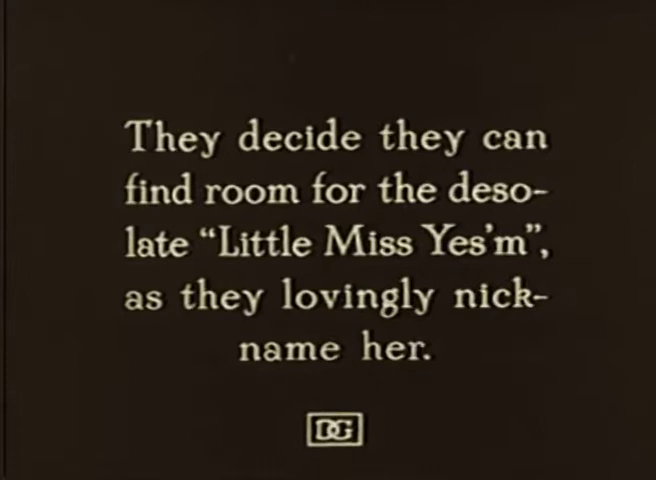 They decide they can
find room for the deso-
late “Little Miss Yes’m”,
as they lovingly nick-
name her.
DG